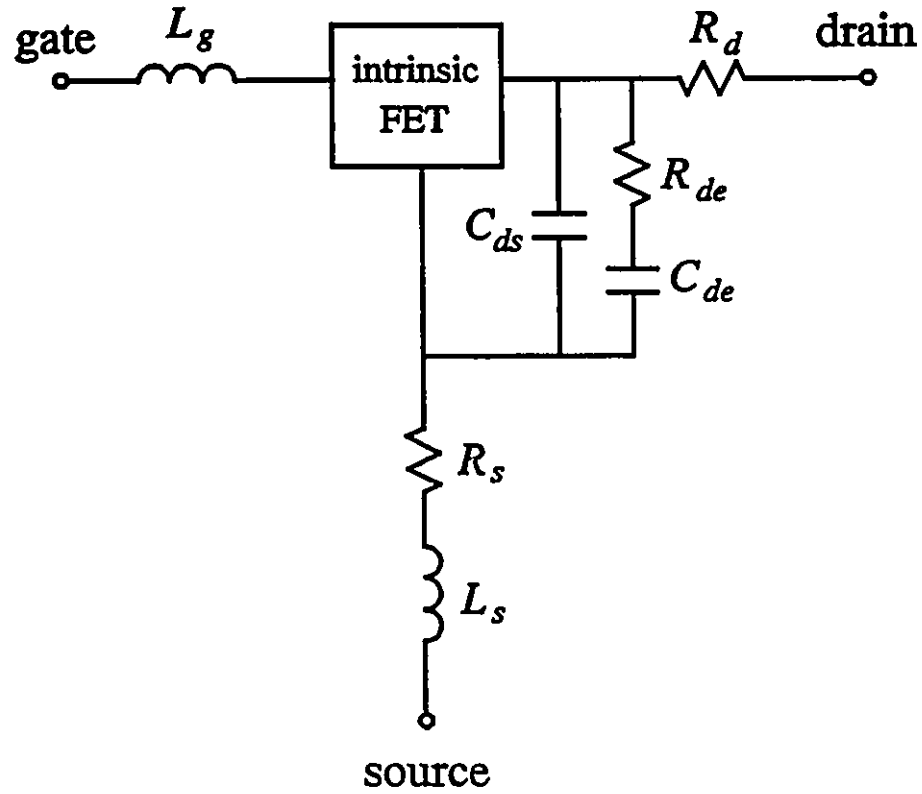 gate
L_g
intrinsic
FET
R_d
drain
R_de
C_ds
C_de
R_s
L_s
source